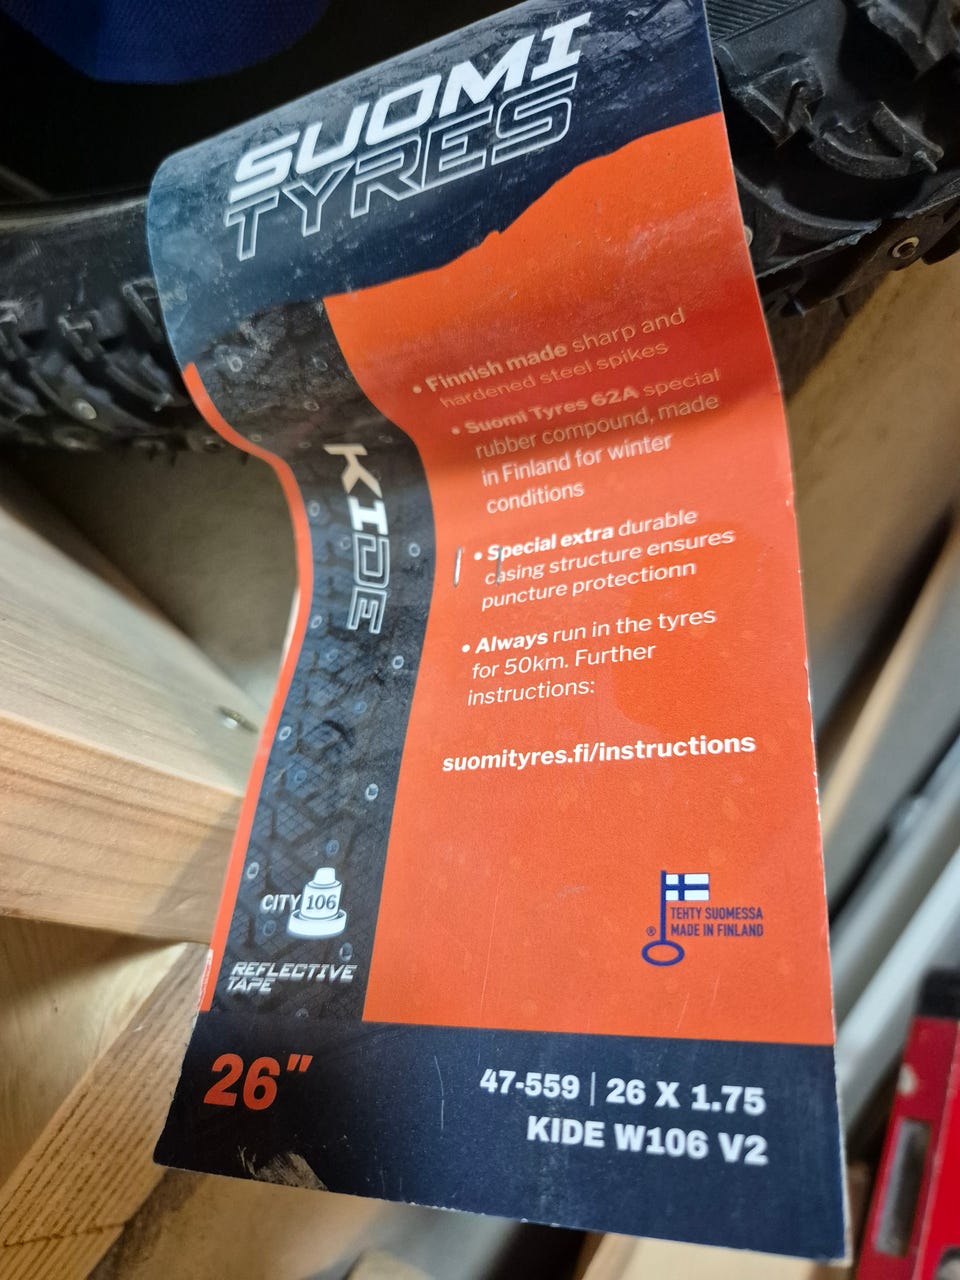 SUOMI
TYRES
• Finnish made sharp and
hardened steel spikes
• Suomi Tyres 62A special
rubber compound, made
in Finland for winter
conditions
• Special extra durable
casing structure ensures
puncture protectionn
• Always run in the tyres
for 50km. Further
instructions:
suomityres.fi/instructions
KIDE
CITY 106
REFLECTIVE
TAPE
® TEHTY SUOMESSA
MADE IN FINLAND
26"
47-559 | 26 X 1.75
KIDE W106 V2